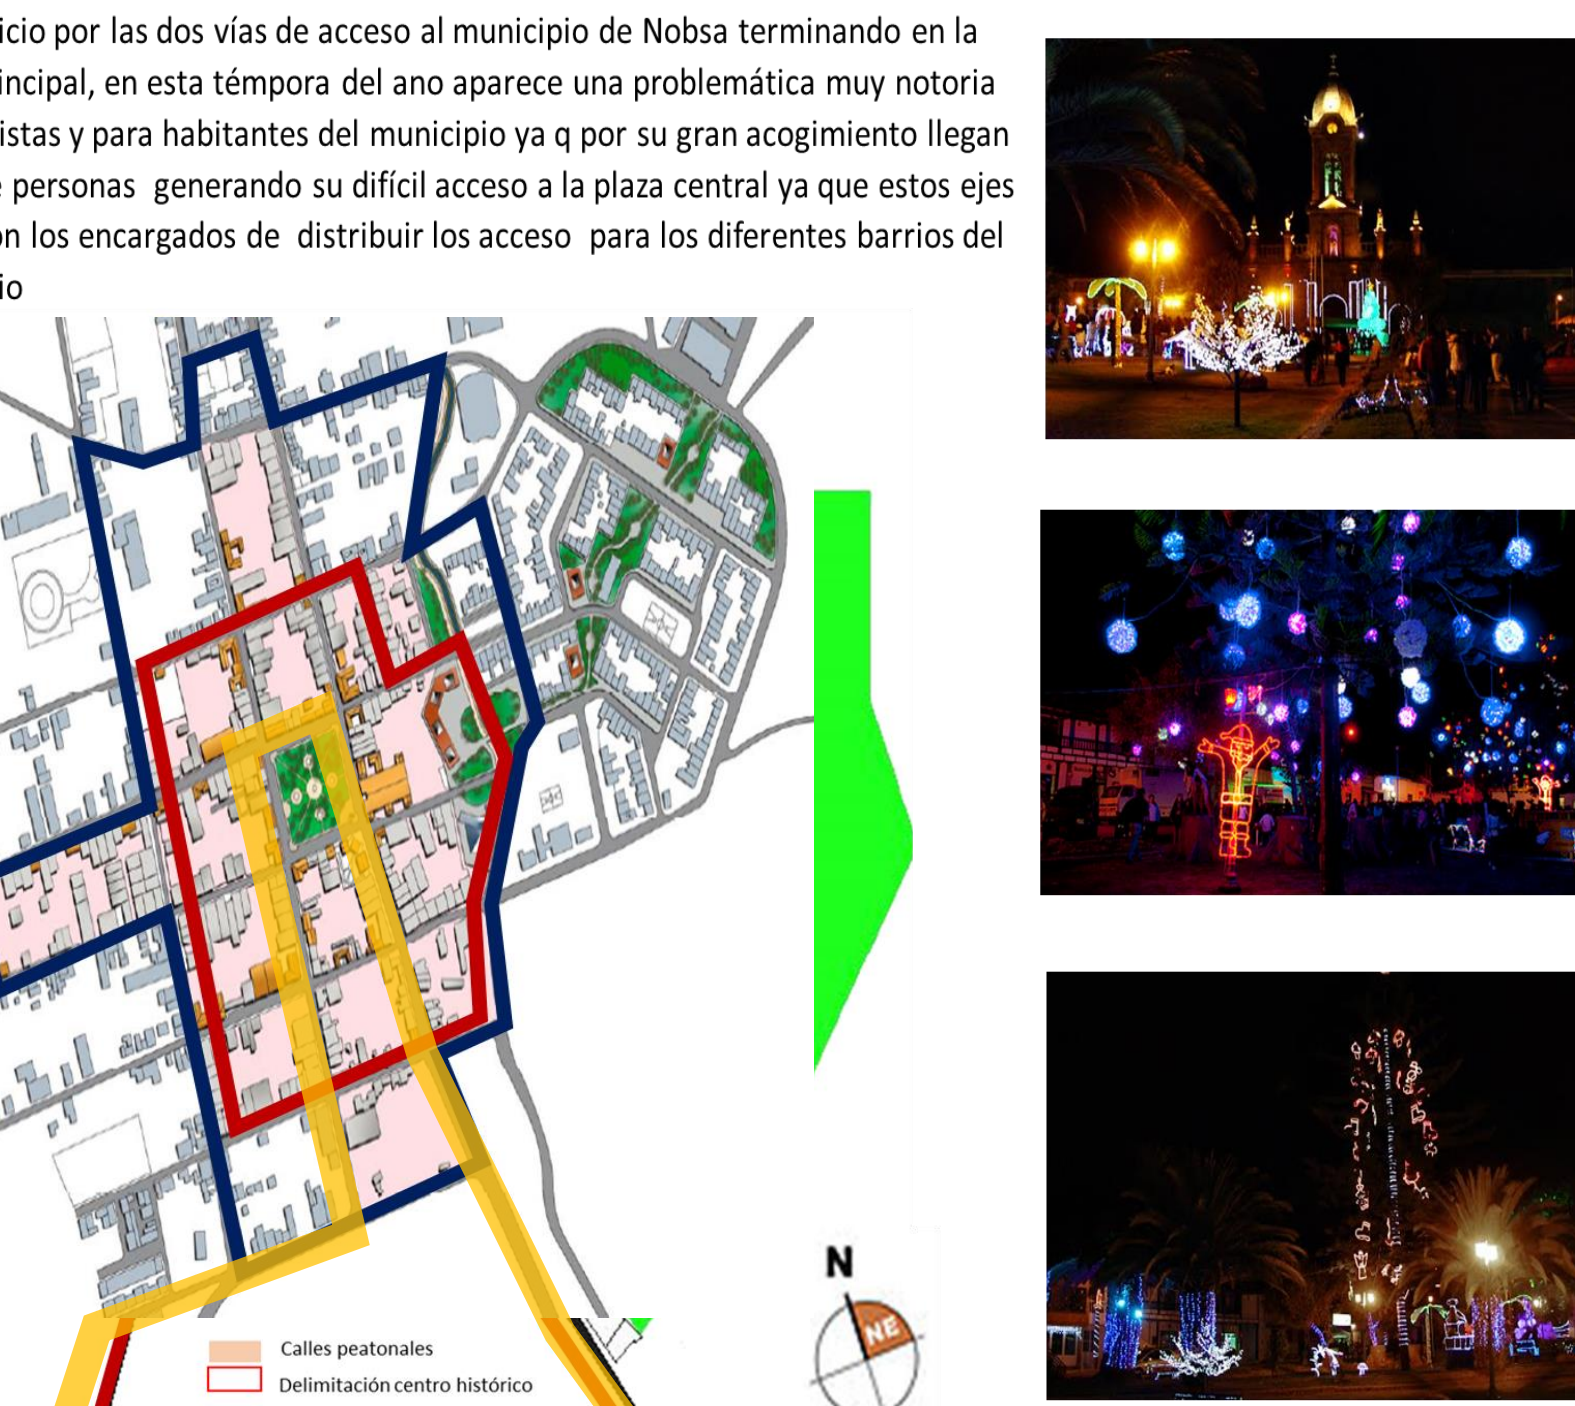 icio por las dos vías de acceso al municipio de Nobsa terminando en la
incipal, en esta témpora del ano aparece una problemática muy notoria
istas y para habitantes del municipio ya q por su gran acogimiento llegan
e personas generando su difícil acceso a la plaza central ya que estos ejes
on los encargados de distribuir los acceso para los diferentes barrios del
io
N
NE
Calles peatonales
Delimitación centro histórico